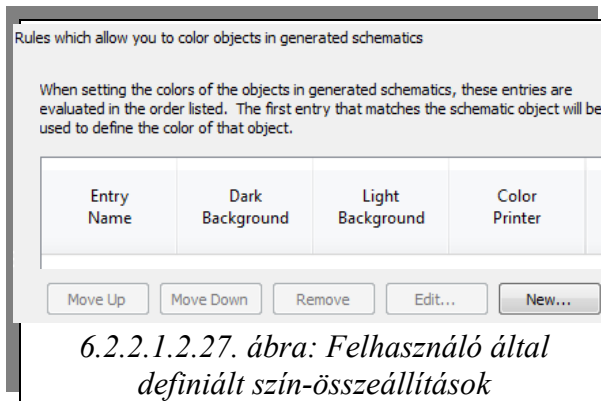 Rules which allow you to color objects in generated schematics
When setting the colors of the objects in generated schematics, these entries are
evaluated in the order listed. The first entry that matches the schematic object will be
used to define the color of that object.
Entry Name
Dark Background
Light Background
Color Printer
Move Up
Move Down
Remove
Edit...
New...
6.2.2.1.2.27. ábra: Felhasználó által
definiált szín-összeállítások